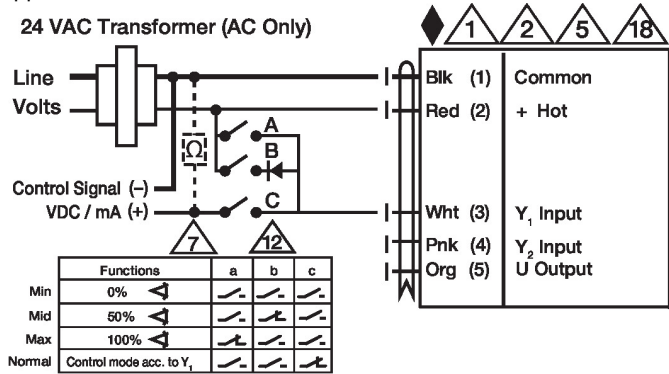 24 VAC Transformer (AC Only)
1 2 5 18
Line
Volts
Blk (1) Common
Red (2) + Hot
A
Ω
B
Control Signal (–)
VDC / mA (+)
C
Wht (3) Y₁ Input
Pnk (4) Y₂ Input
Org (5) U Output
7 12
Functions a b c
Min 0%
Mid 50%
Max 100%
Normal Control mode acc. to Y₁